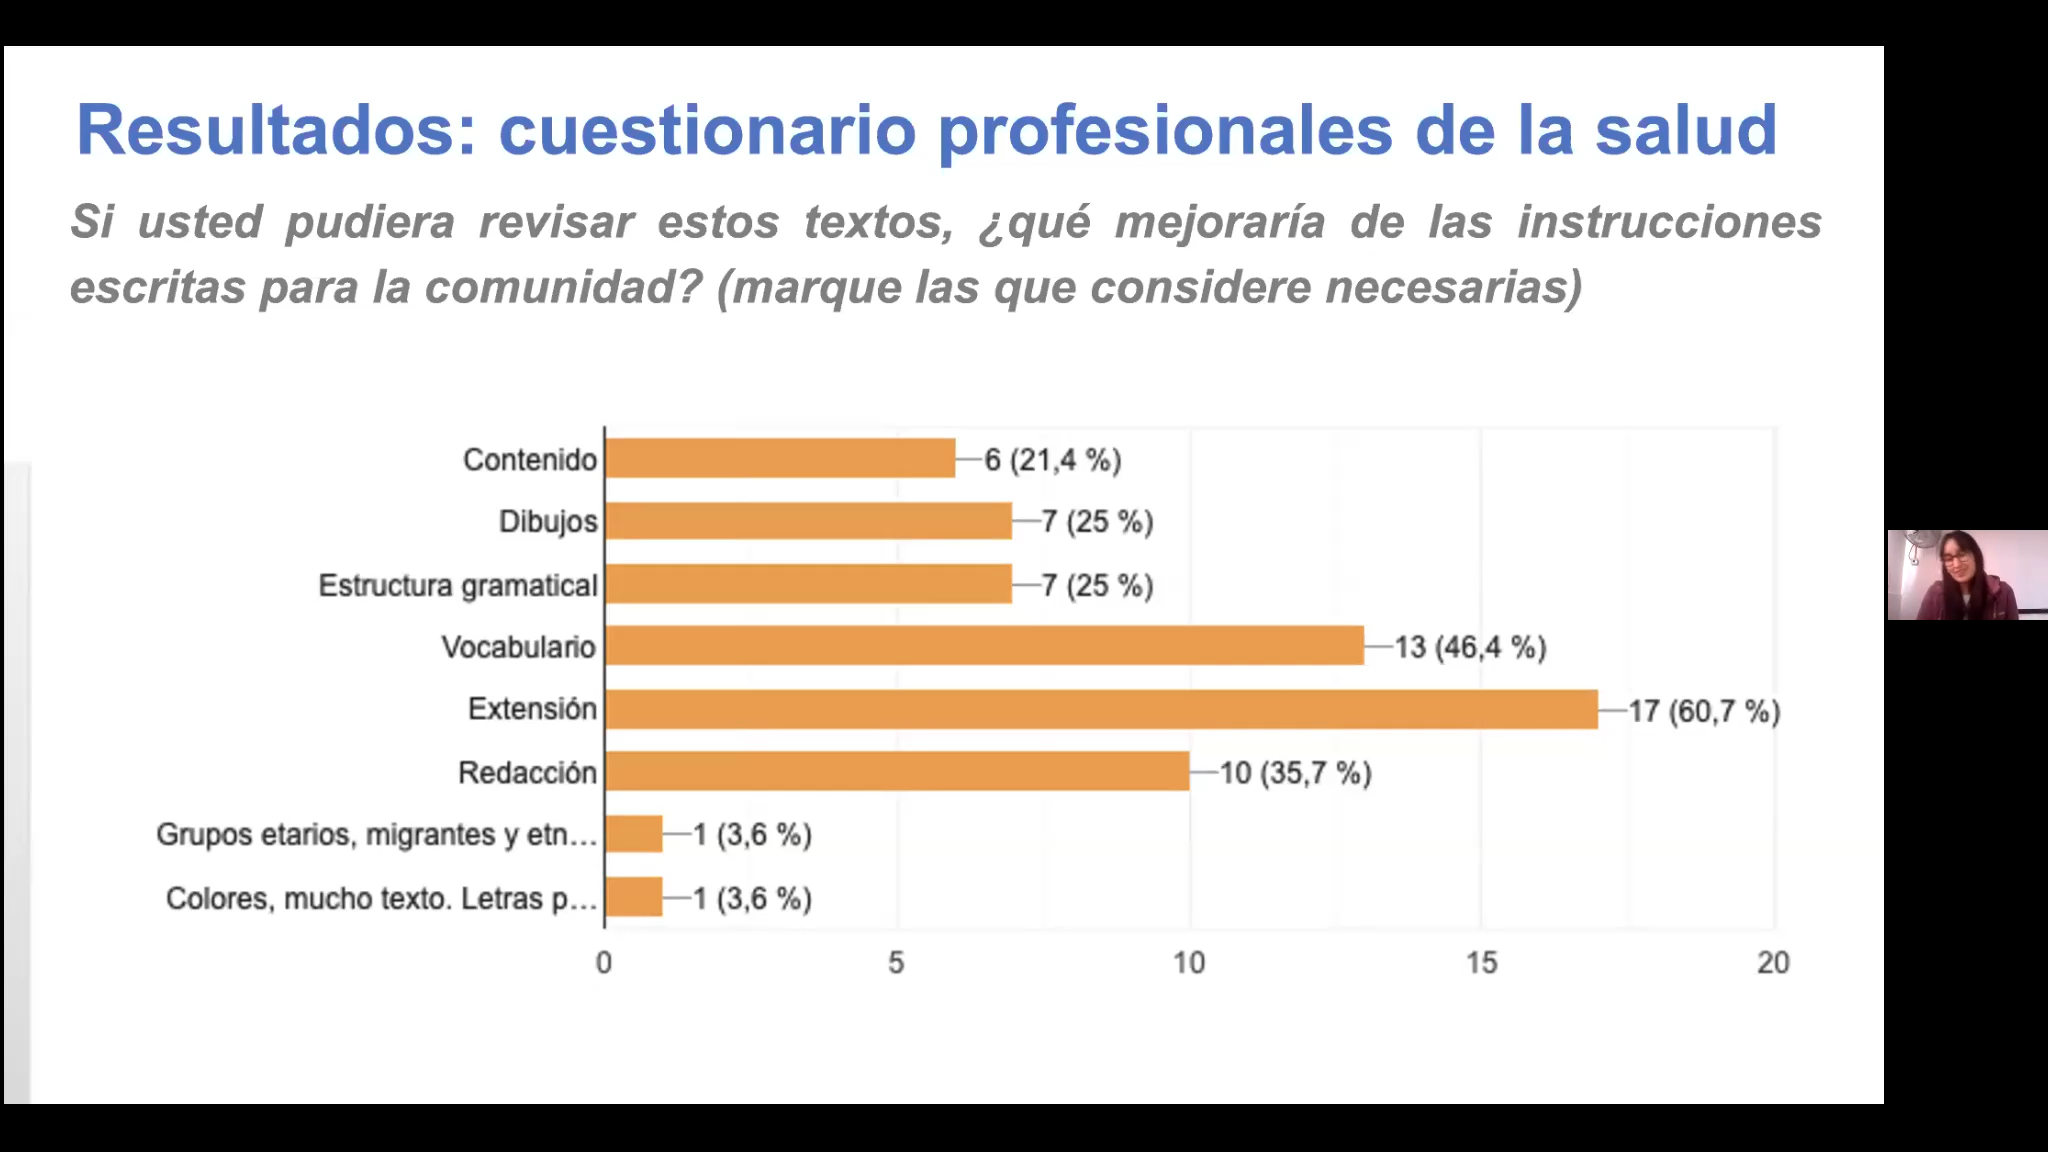 Resultados: cuestionario profesionales de la salud
Si usted pudiera revisar estos textos, ¿qué mejoraría de las instrucciones
escritas para la comunidad? (marque las que considere necesarias)
Contenido 6 (21,4 %)
Dibujos 7 (25 %)
Estructura gramatical 7 (25 %)
Vocabulario 13 (46,4 %)
Extensión 17 (60,7 %)
Redacción 10 (35,7 %)
Grupos etarios, migrantes y etn... 1 (3,6 %)
Colores, mucho texto. Letras p... 1 (3,6 %)
0 5 10 15 20